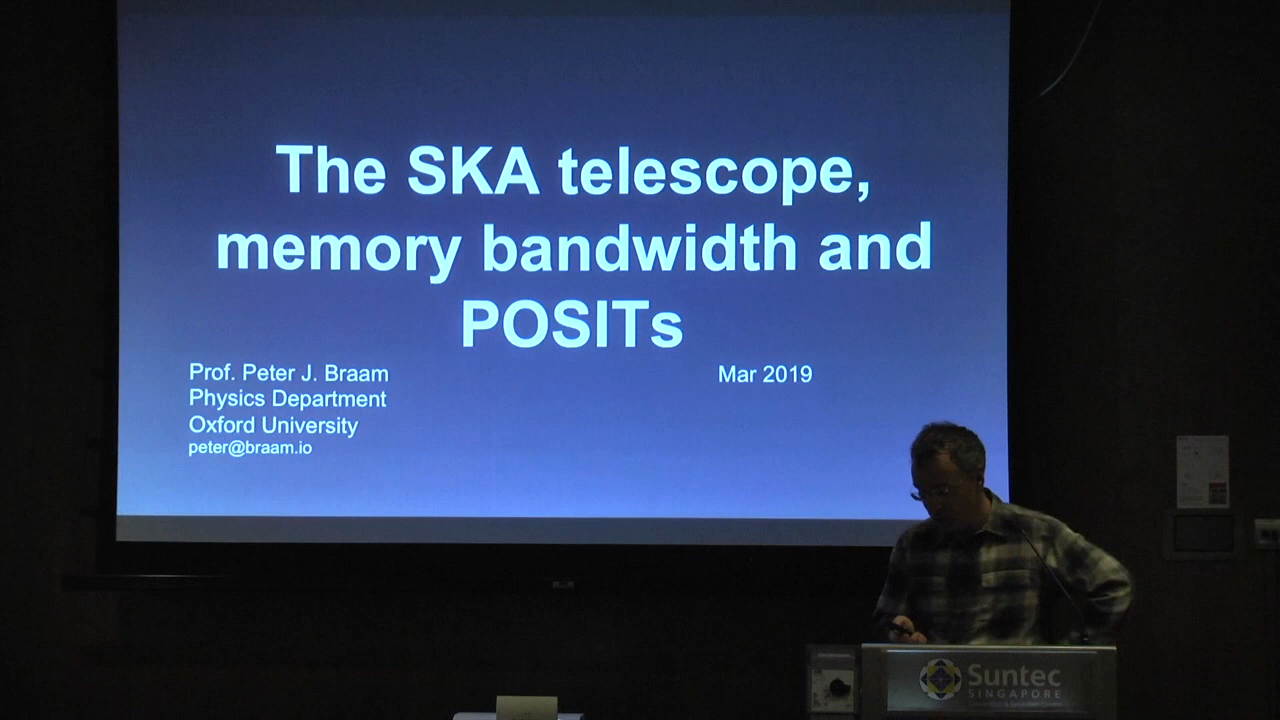 The SKA telescope,
memory bandwidth and
POSITs
Prof. Peter J. Braam
Mar 2019
Physics Department
Oxford University
peter@braam.io
Suntec
SINGAPORE